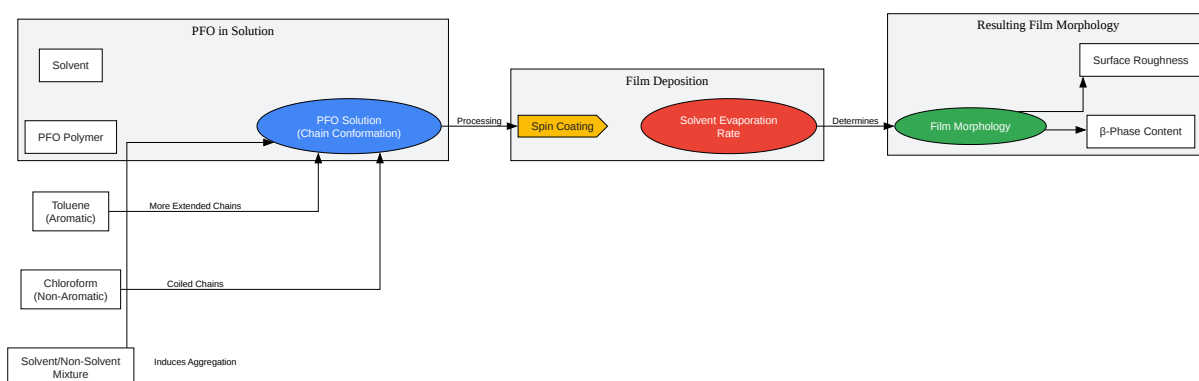 PFO in Solution
Solvent
PFO Polymer
PFO Solution
(Chain Conformation)
Toluene
(Aromatic)
More Extended Chains
Chloroform
(Non-Aromatic)
Coiled Chains
Solvent/Non-Solvent
Mixture
Induces Aggregation
Processing
Film Deposition
Spin Coating
Solvent Evaporation
Rate
Determines
Resulting Film Morphology
Film Morphology
Surface Roughness
β-Phase Content